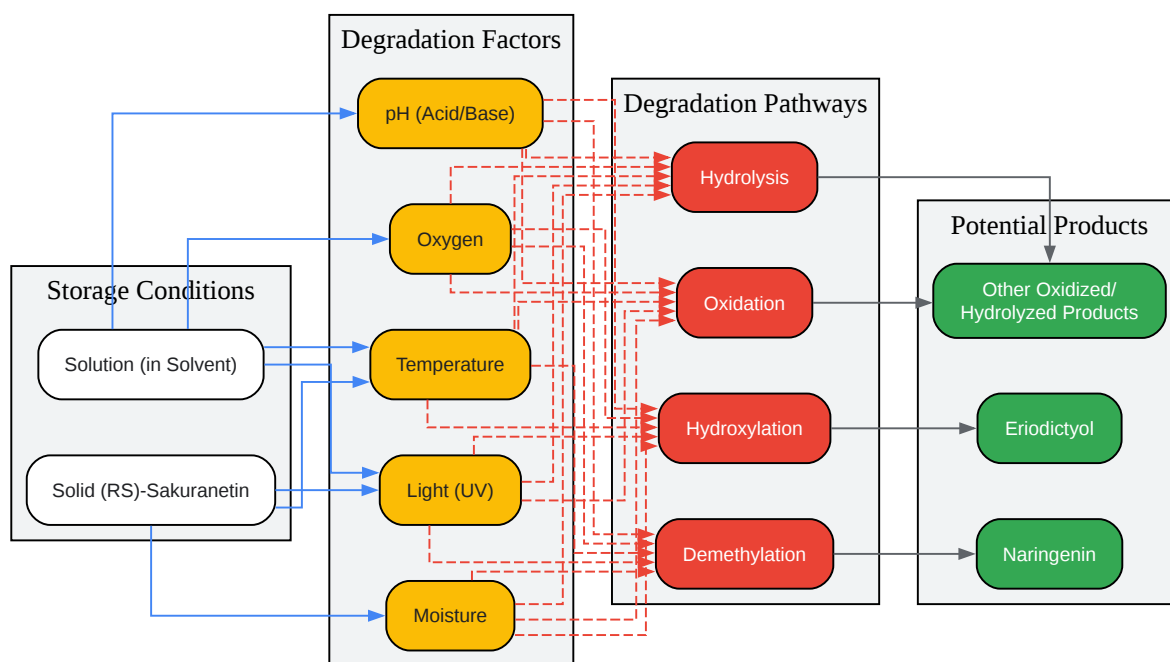 Storage Conditions
Solution (in Solvent)
Solid (RS)-Sakuranetin
Degradation Factors
pH (Acid/Base)
Oxygen
Temperature
Light (UV)
Moisture
Degradation Pathways
Hydrolysis
Oxidation
Hydroxylation
Demethylation
Potential Products
Other Oxidized/
Hydrolyzed Products
Eriodictyol
Naringenin